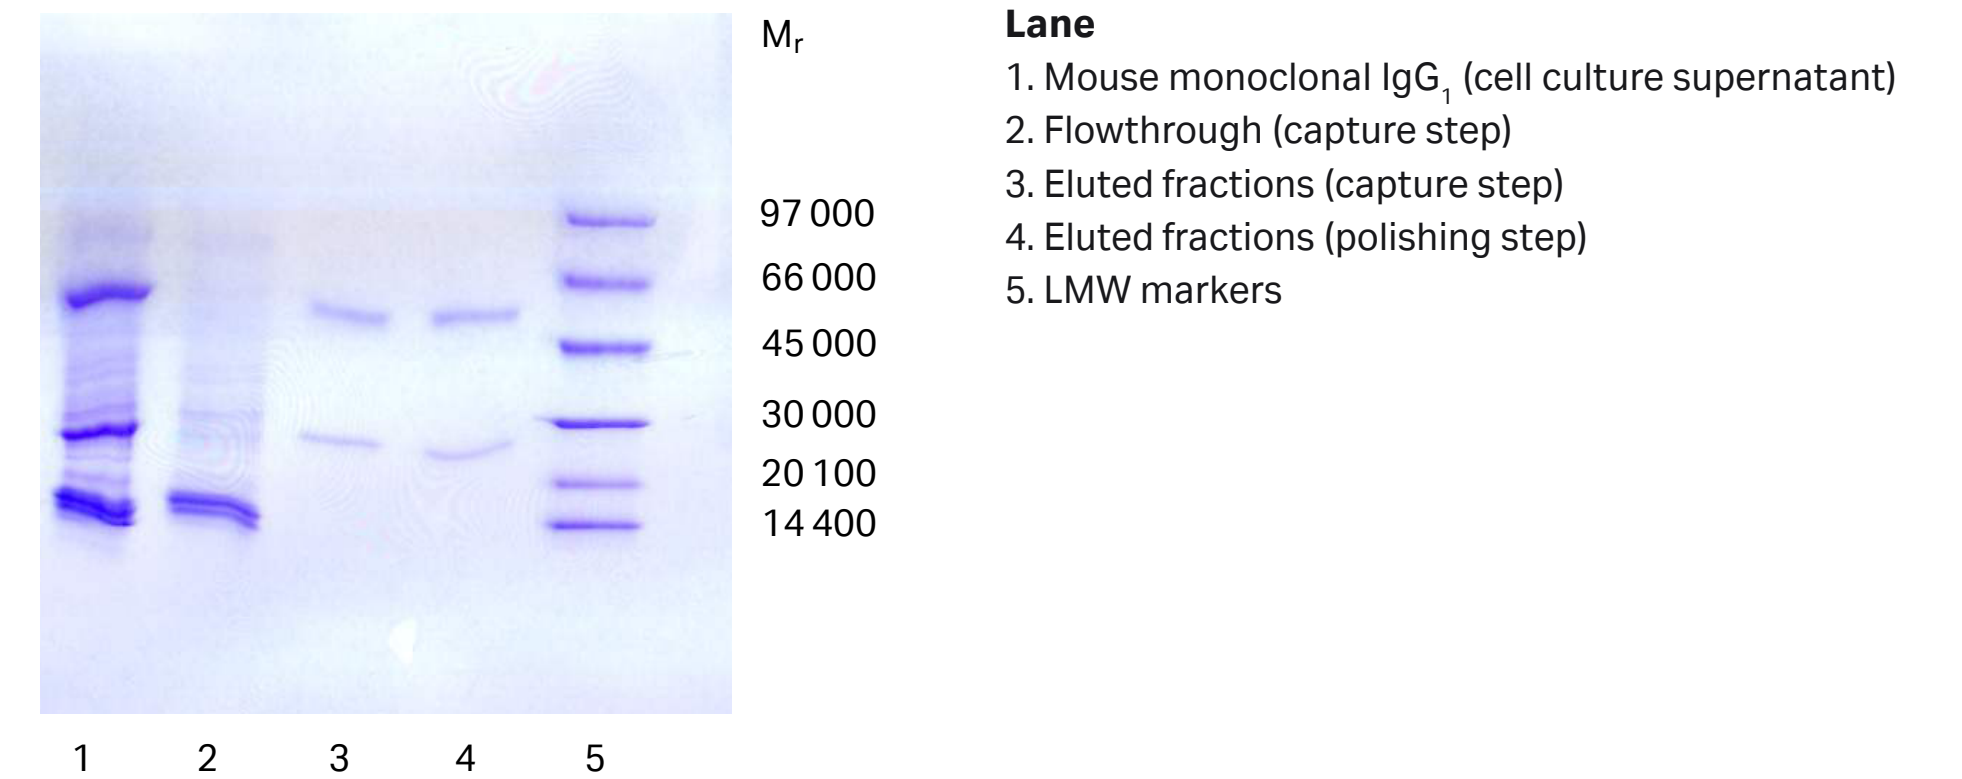 M_r
97 000
66 000
45 000
30 000
20 100
14 400
1 2 3 4 5
Lane
1. Mouse monoclonal IgG₁ (cell culture supernatant)
2. Flowthrough (capture step)
3. Eluted fractions (capture step)
4. Eluted fractions (polishing step)
5. LMW markers